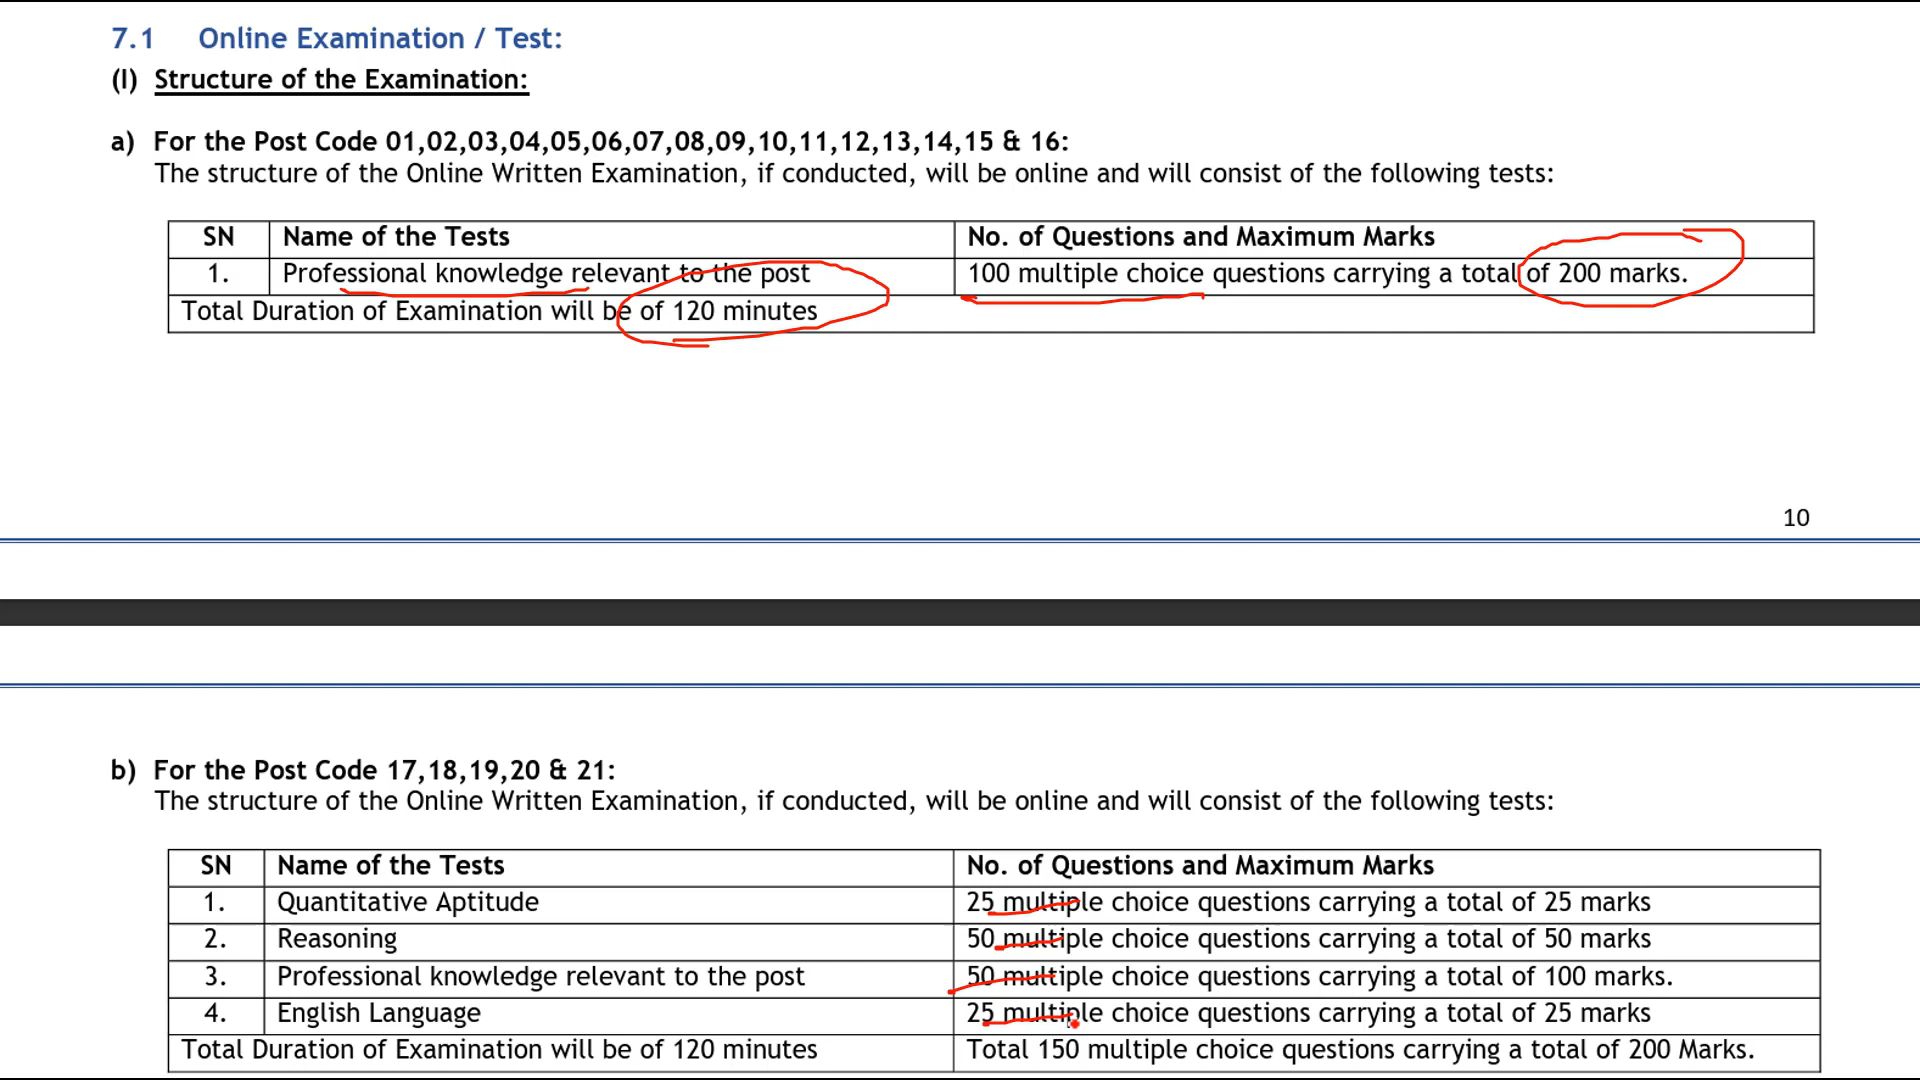 7.1 Online Examination / Test:
(I) Structure of the Examination:
a) For the Post Code 01,02,03,04,05,06,07,08,09,10,11,12,13,14,15 & 16:
The structure of the Online Written Examination, if conducted, will be online and will consist of the following tests:
SN Name of the Tests No. of Questions and Maximum Marks
1. Professional knowledge relevant to the post 100 multiple choice questions carrying a total of 200 marks.
Total Duration of Examination will be of 120 minutes
10
b) For the Post Code 17,18,19,20 & 21:
The structure of the Online Written Examination, if conducted, will be online and will consist of the following tests:
SN Name of the Tests No. of Questions and Maximum Marks
1. Quantitative Aptitude 25 multiple choice questions carrying a total of 25 marks
2. Reasoning 50 multiple choice questions carrying a total of 50 marks
3. Professional knowledge relevant to the post 50 multiple choice questions carrying a total of 100 marks.
4. English Language 25 multiple choice questions carrying a total of 25 marks
Total Duration of Examination will be of 120 minutes Total 150 multiple choice questions carrying a total of 200 Marks.